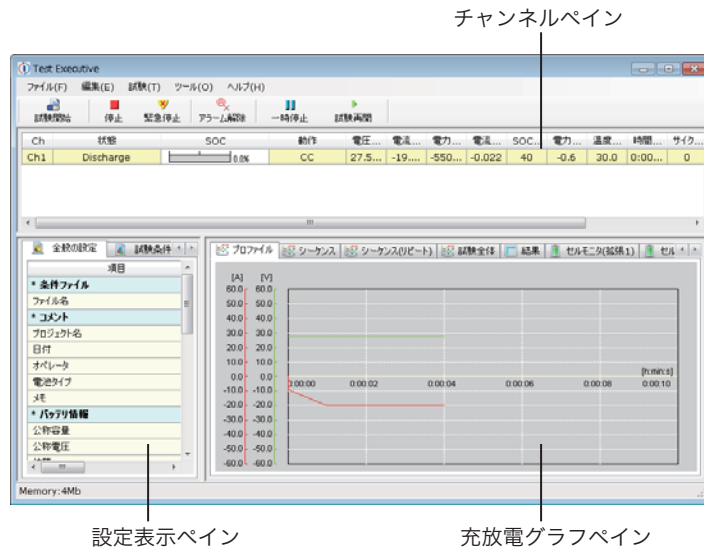 チャンネルペイン
Test Executive
ファイル(F) 編集(E) 試験(T) ツール(O) ヘルプ(H)
試験開始 停止 緊急停止 アラーム解除 一時停止 試験再開
Ch 状態 SOC 動作 電圧... 電流... 電力... 電流... SOC... 電力... 温度... 時間... サイク...
Ch1 Discharge 0.0% CC 27.5... -19.... -550... -0.022 40 -0.6 30.0 0:00... 0
全般の設定 試験条件
項目
* 条件ファイル
ファイル名
* コメント
プロジェクト名
日付
オペレータ
電池タイプ
メモ
* バッテリ情報
公称容量
公称電圧
プロファイル シーケンス シーケンス(リピート) 試験全体 結果 セルモニタ(拡張1) セル
[A] [V]
60.0 60.0
50.0 50.0
40.0 40.0
30.0 30.0
20.0 20.0
10.0 10.0
0.0 0.0
-10.0 -10.0
-20.0 -20.0
-30.0 -30.0
-40.0 -40.0
-50.0 -50.0
-60.0 -60.0
[h:min:s]
0:00:00 0:00:02 0:00:04 0:00:06 0:00:08 0:00:10
Memory:4Mb
設定表示ペイン
充放電グラフペイン